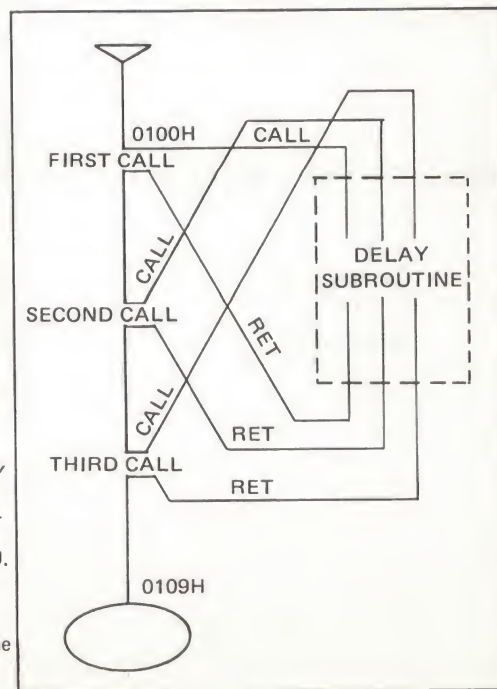 0100H
CALL
FIRST CALL
CALL
DELAY
SUBROUTINE
SECOND CALL
RET
CALL
RET
THIRD CALL
RET
0109H